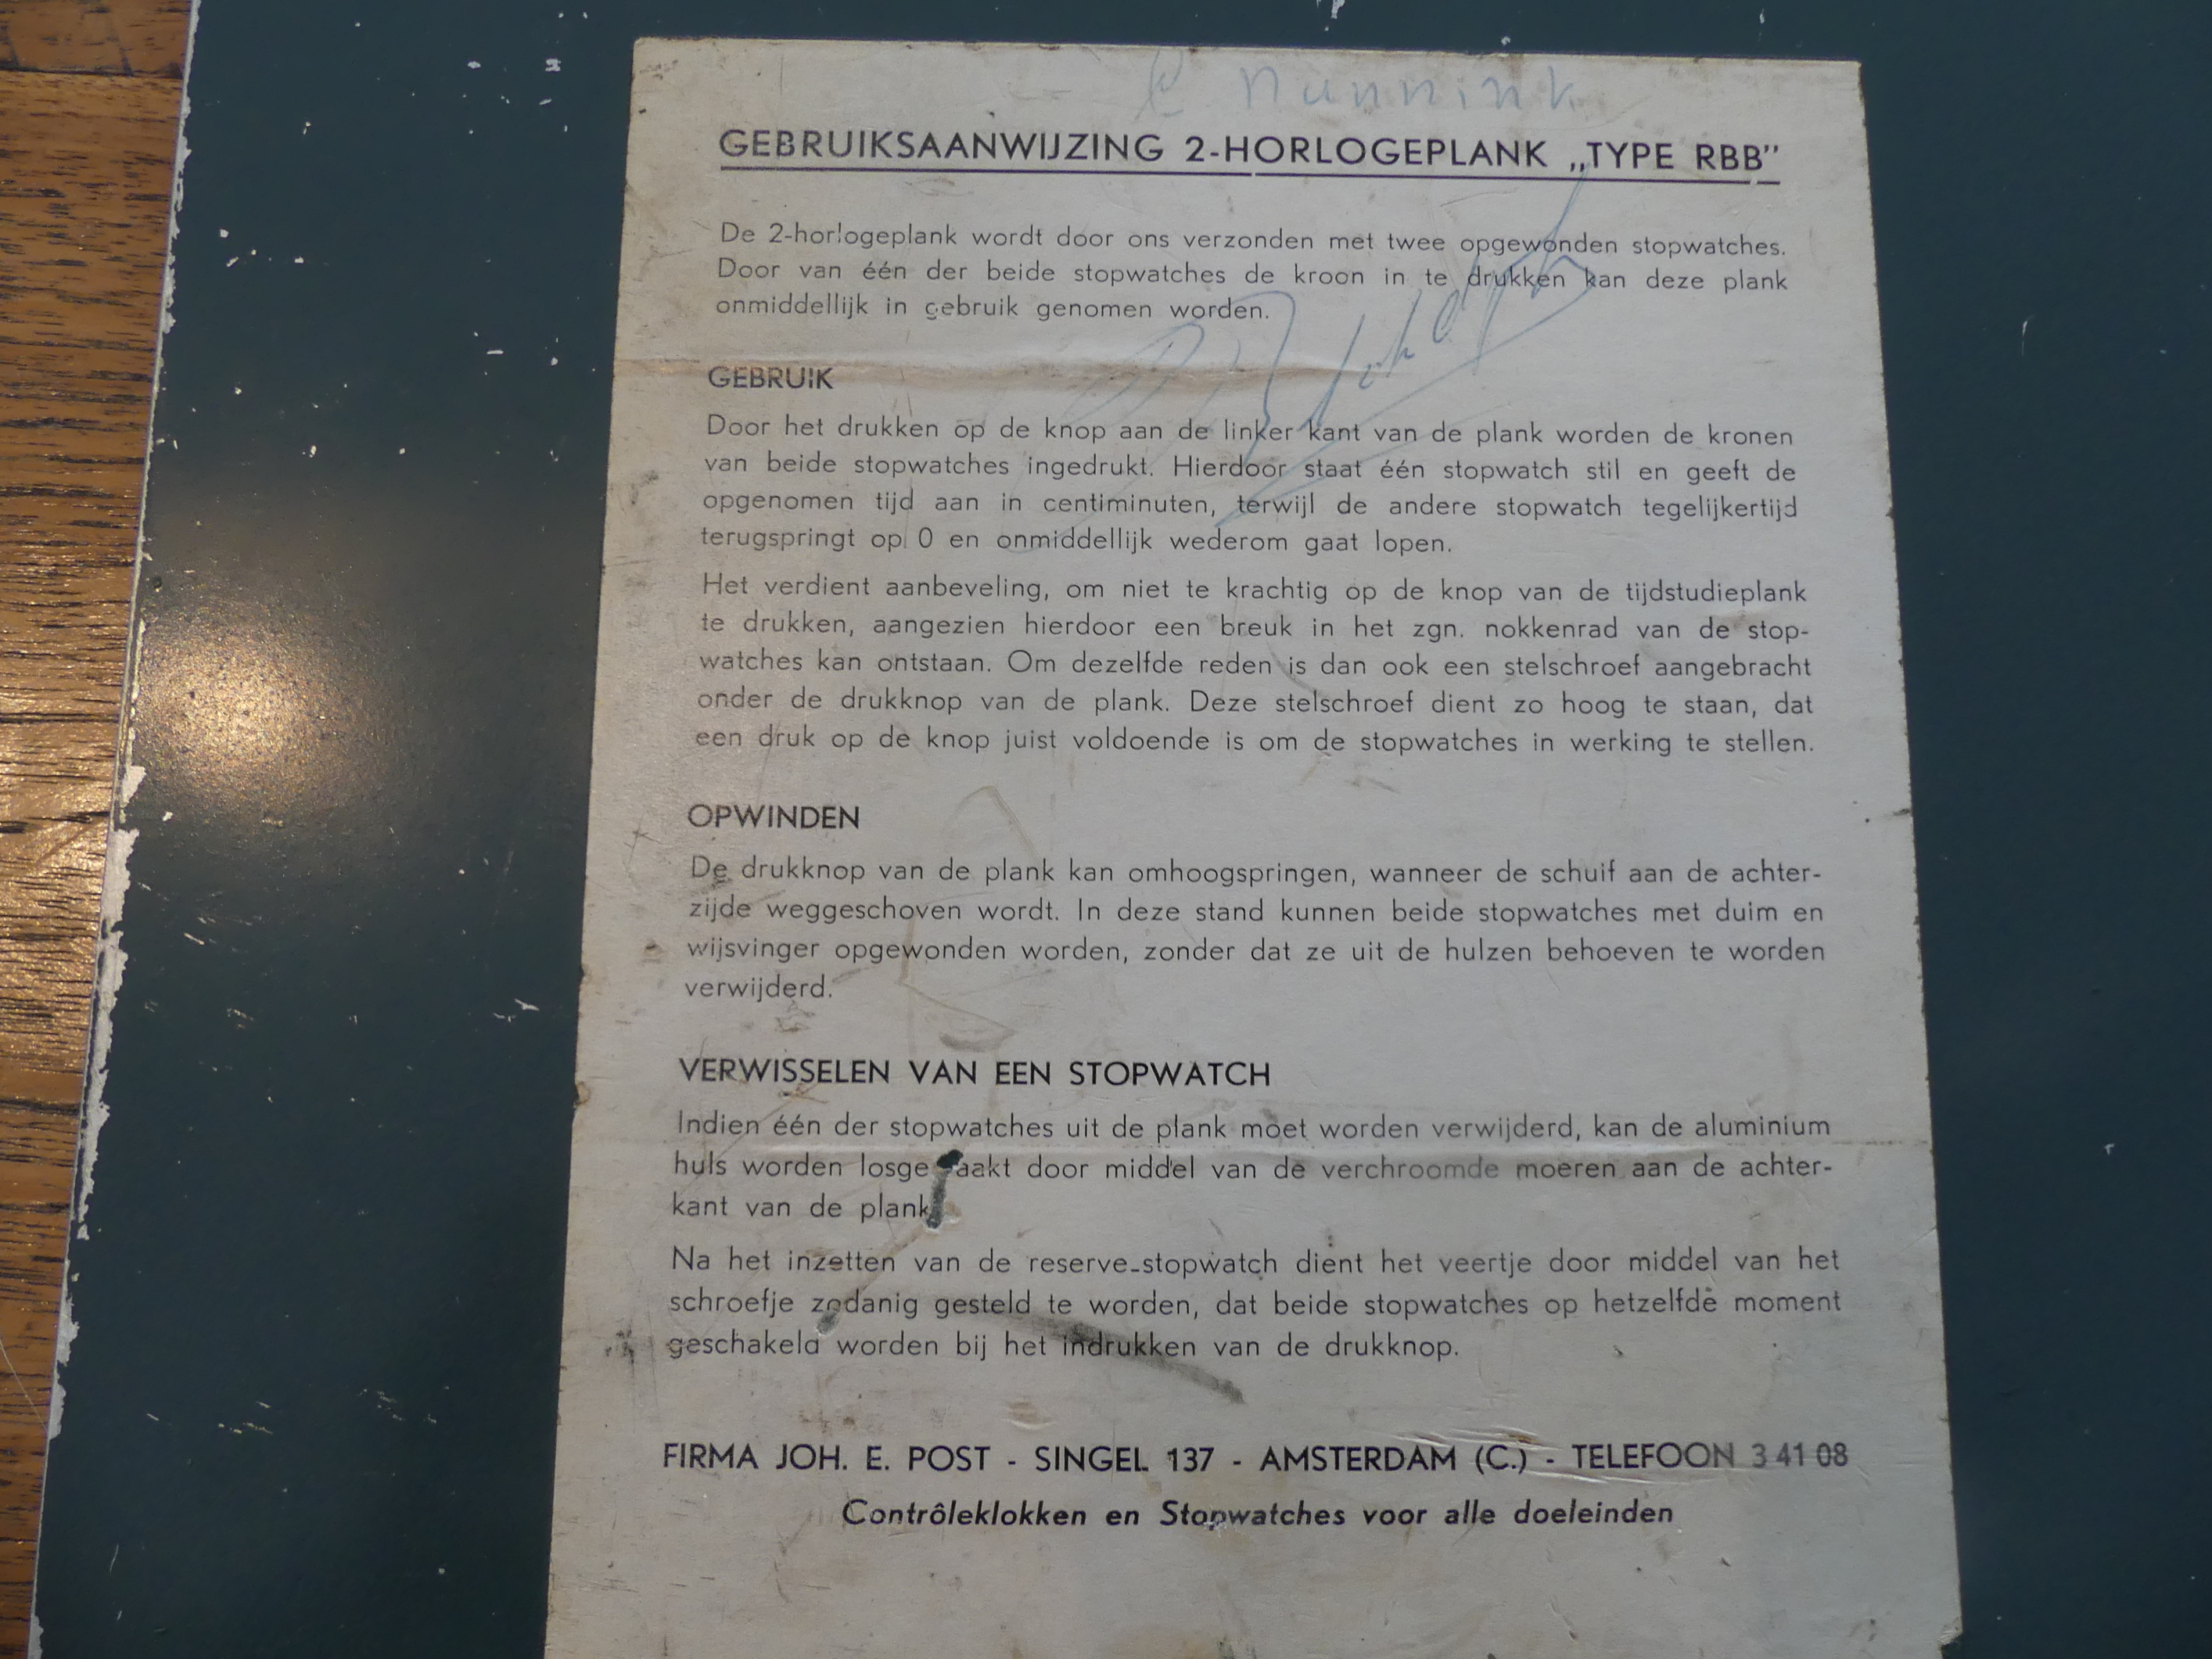 Nunnink
GEBRUIKSAANWIJZING 2-HORLOGEPLANK „TYPE RBB”
De 2-horlogeplank wordt door ons verzonden met twee opgewonden stopwatches.
Door van één der beide stopwatches de kroon in te drukken kan deze plank
onmiddellijk in gebruik genomen worden.
GEBRUIK
Door het drukken op de knop aan de linker kant van de plank worden de kronen
van beide stopwatches ingedrukt. Hierdoor staat één stopwatch stil en geeft de
opgenomen tijd aan in centiminuten, terwijl de andere stopwatch tegelijkertijd
terugspringt op 0 en onmiddellijk wederom gaat lopen.
Het verdient aanbeveling, om niet te krachtig op de knop van de tijdstudieplank
te drukken, aangezien hierdoor een breuk in het zgn. nokkenrad van de stop-
watches kan ontstaan. Om dezelfde reden is dan ook een stelschroef aangebracht
onder de drukknop van de plank. Deze stelschroef dient zo hoog te staan, dat
een druk op de knop juist voldoende is om de stopwatches in werking te stellen.
OPWINDEN
De drukknop van de plank kan omhoogspringen, wanneer de schuif aan de achter-
zijde weggeschoven wordt. In deze stand kunnen beide stopwatches met duim en
wijsvinger opgewonden worden, zonder dat ze uit de hulzen behoeven te worden
verwijderd.
VERWISSELEN VAN EEN STOPWATCH
Indien één der stopwatches uit de plank moet worden verwijderd, kan de aluminium
huls worden losgemaakt door middel van de verchroomde moeren aan de achter-
kant van de plank.
Na het inzetten van de reserve-stopwatch dient het veertje door middel van het
schroefje zodanig gesteld te worden, dat beide stopwatches op hetzelfde moment
geschakeld worden bij het indrukken van de drukknop.
FIRMA JOH. E. POST - SINGEL 137 - AMSTERDAM (C.) - TELEFOON 3 41 08
Contrôleklokken en Stopwatches voor alle doeleinden